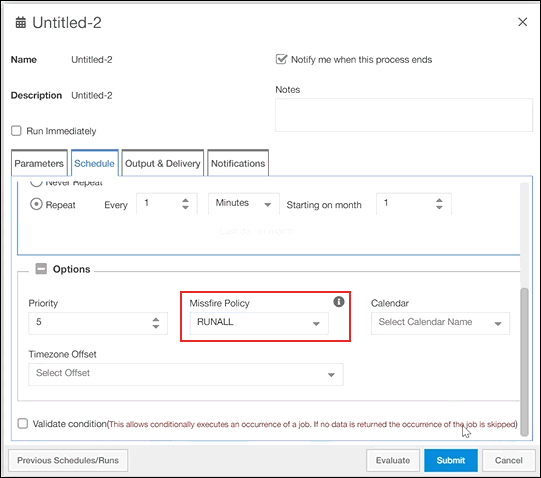 Untitled-2
Name Untitled-2 Notify me when this process ends
Description Untitled-2 Notes
Run Immediately
Parameters Schedule Output & Delivery Notifications
Never Repeat
Repeat Every 1 Minutes Starting on month 1
Options
Priority Missfire Policy Calendar
5 RUNALL Select Calendar Name
Timezone Offset
Select Offset
Validate condition(This allows conditionally executes an occurrence of a job. If no data is returned the occurrence of the job is skipped)
Previous Schedules/Runs Evaluate Submit Cancel